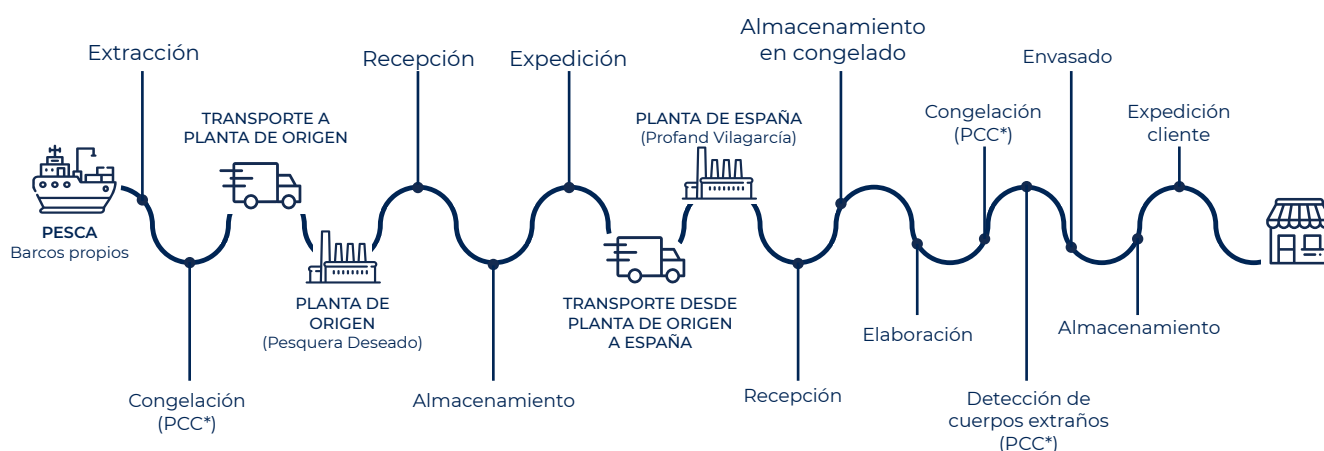 Extracción
PESCA
Barcos propios
Congelación
(PCC*)
TRANSPORTE A
PLANTA DE ORIGEN
PLANTA DE
ORIGEN
(Pesquera Deseado)
Recepción
Almacenamiento
Expedición
TRANSPORTE DESDE
PLANTA DE ORIGEN
A ESPAÑA
PLANTA DE ESPAÑA
(Profand Vilagarcía)
Recepción
Almacenamiento
en congelado
Elaboración
Congelación
(PCC*)
Detección de
cuerpos extraños
(PCC*)
Envasado
Almacenamiento
Expedición
cliente